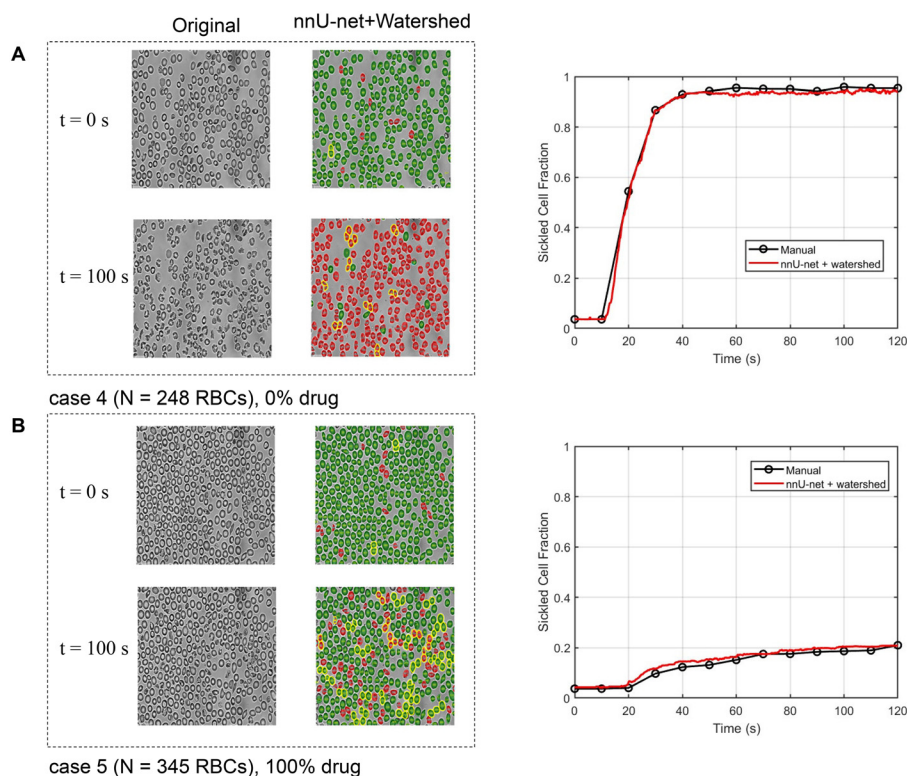 Original
nnU-net+Watershed
A
t = 0 s
t = 100 s
case 4 (N = 248 RBCs), 0% drug
1
0.8
0.6
0.4
0.2
0
Sickled Cell Fraction
Manual
nnU-net + watershed
0 20 40 60 80 100 120
Time (s)
B
t = 0 s
t = 100 s
case 5 (N = 345 RBCs), 100% drug
1
0.8
0.6
0.4
0.2
0
Sickled Cell Fraction
Manual
nnU-net + watershed
0 20 40 60 80 100 120
Time (s)